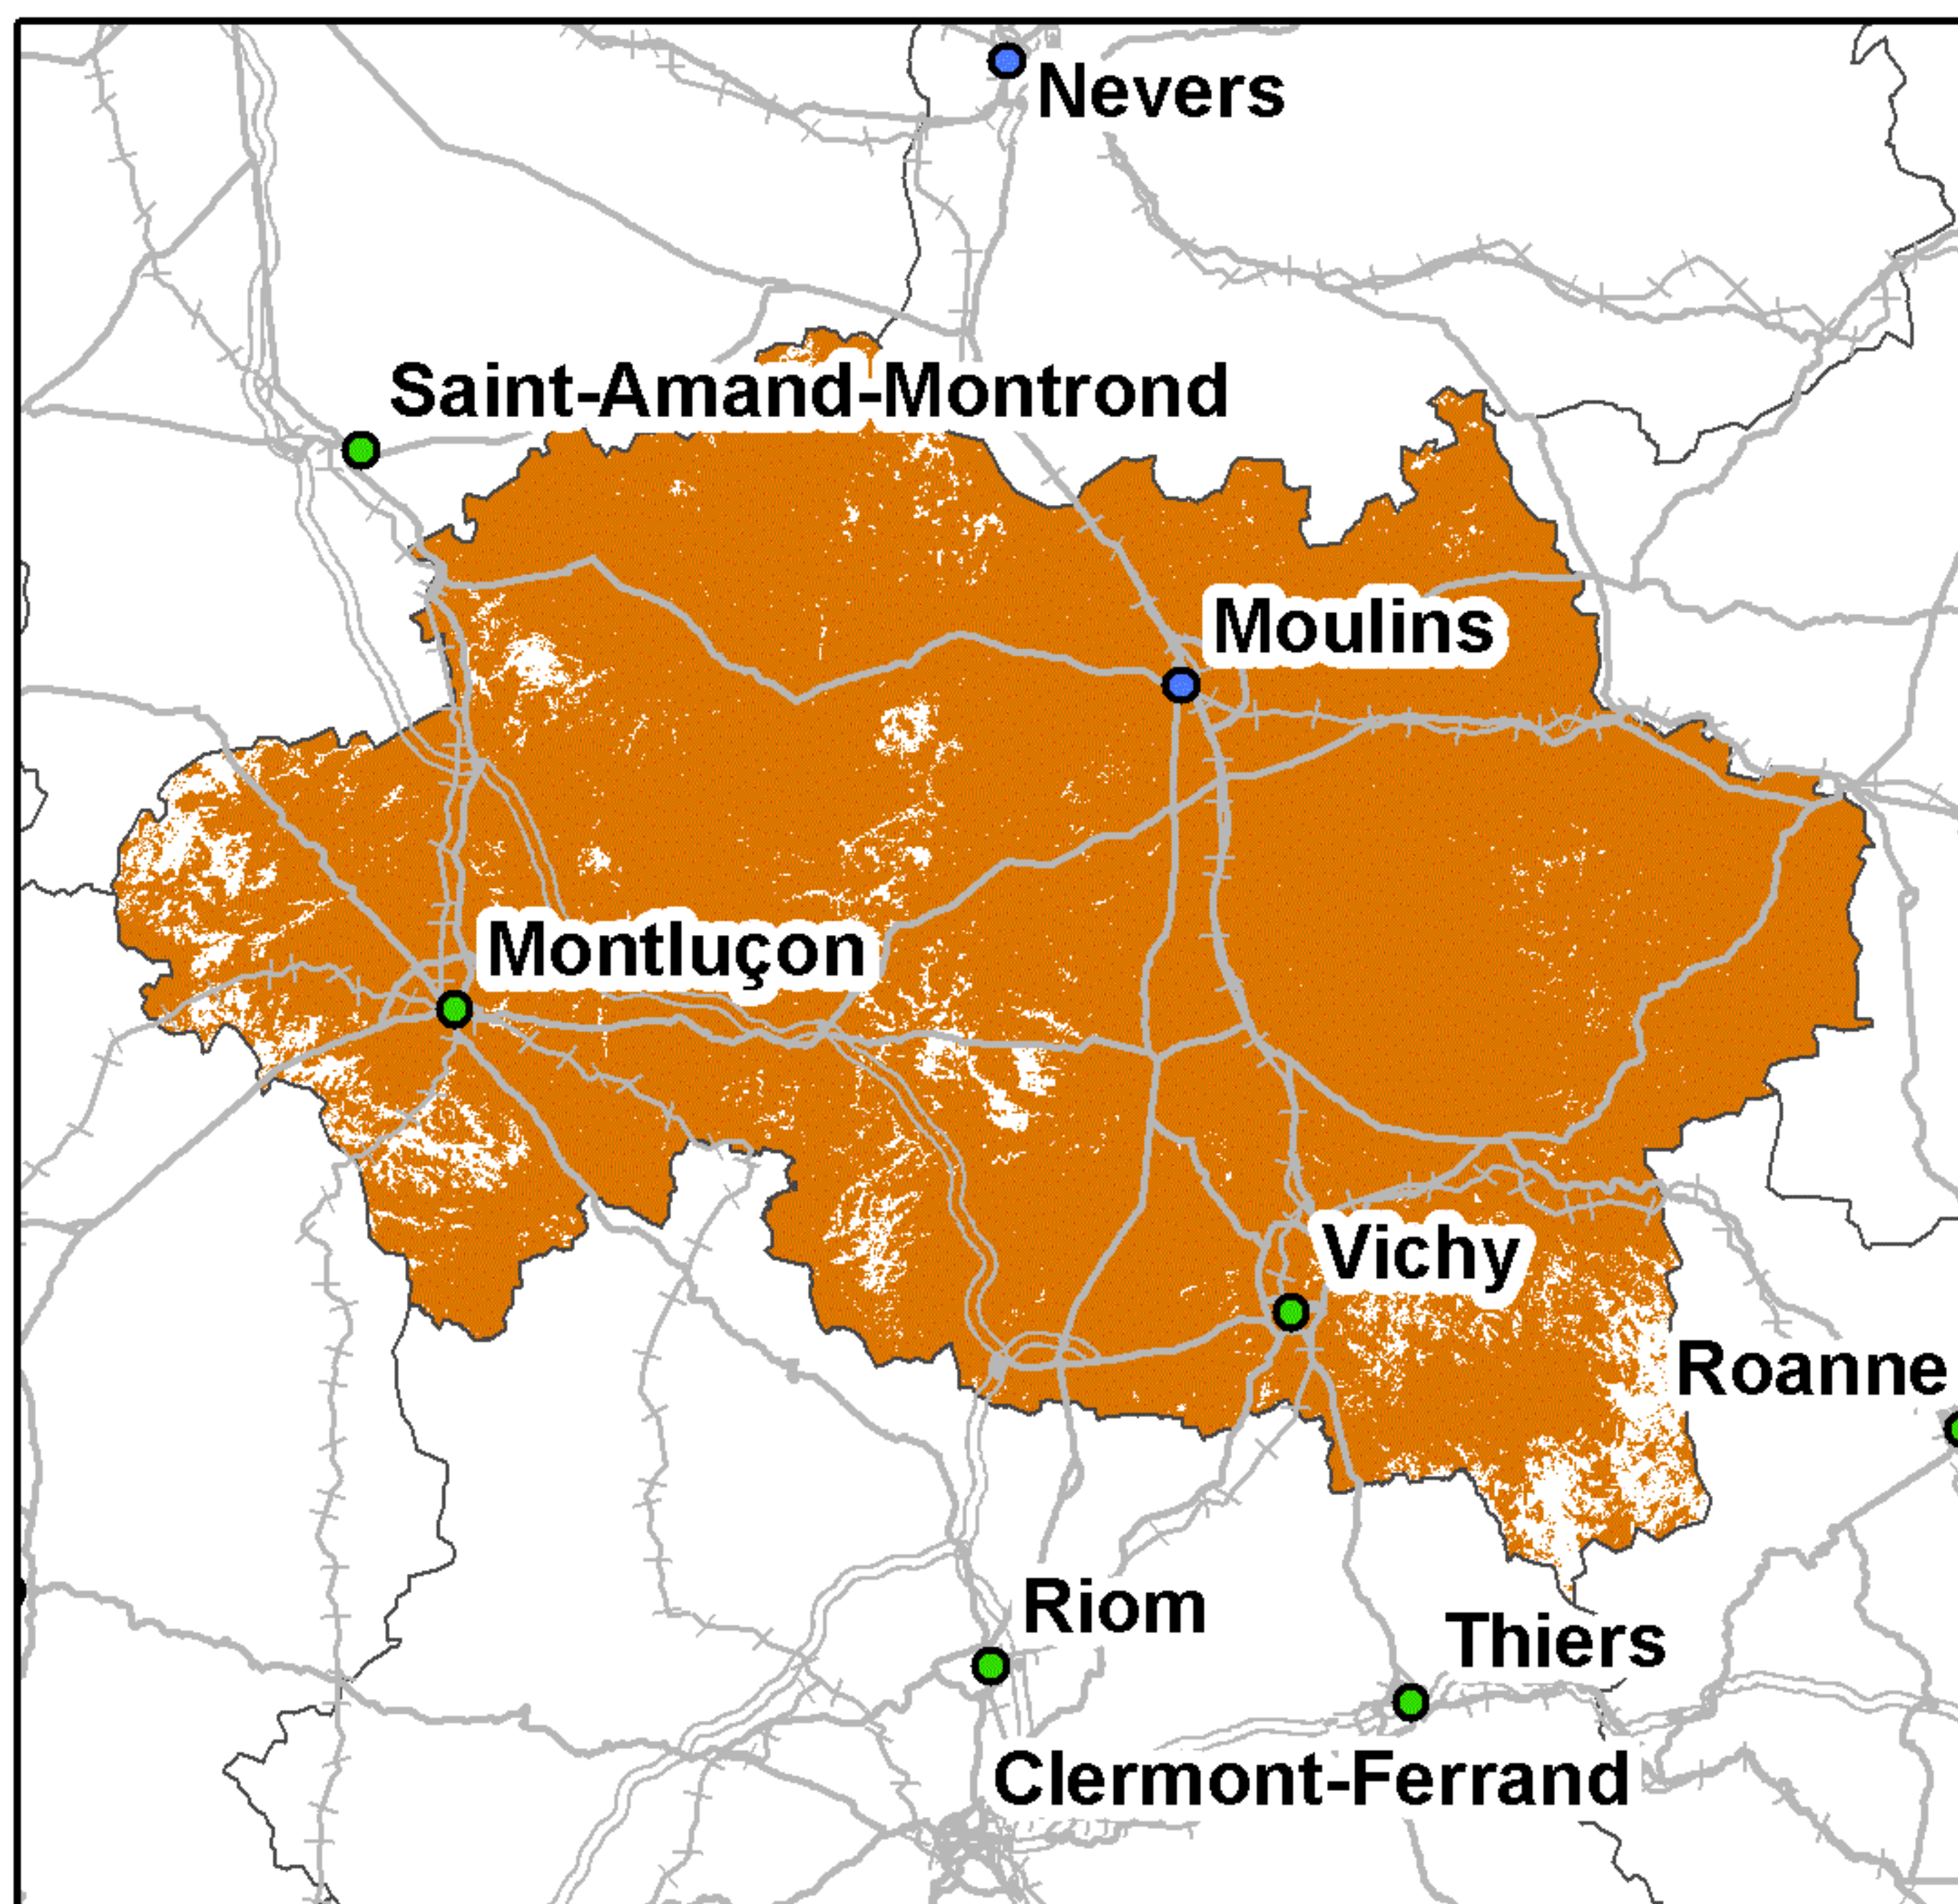 Nevers
Saint-Amand-Montrond
Moulins
Montluçon
Vichy
Roanne
Riom
Thiers
Clermont-Ferrand